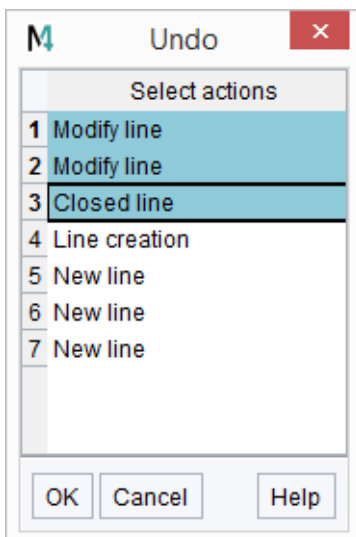 M Undo ×
Select actions
1 Modify line
2 Modify line
3 Closed line
4 Line creation
5 New line
6 New line
7 New line
OK Cancel Help